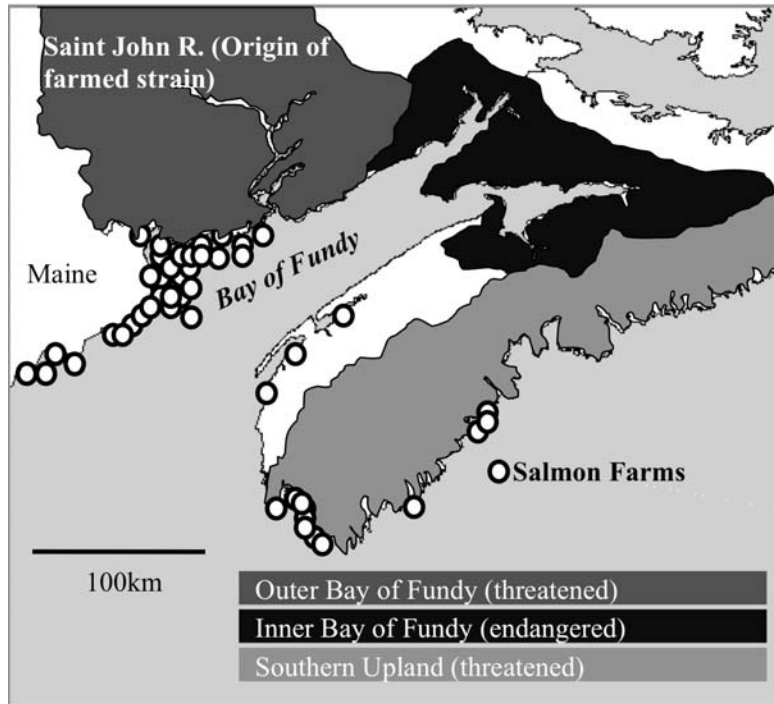 Saint John R. (Origin of
farmed strain)
Maine
Bay of Fundy
Salmon Farms
100km
Outer Bay of Fundy (threatened)
Inner Bay of Fundy (endangered)
Southern Upland (threatened)